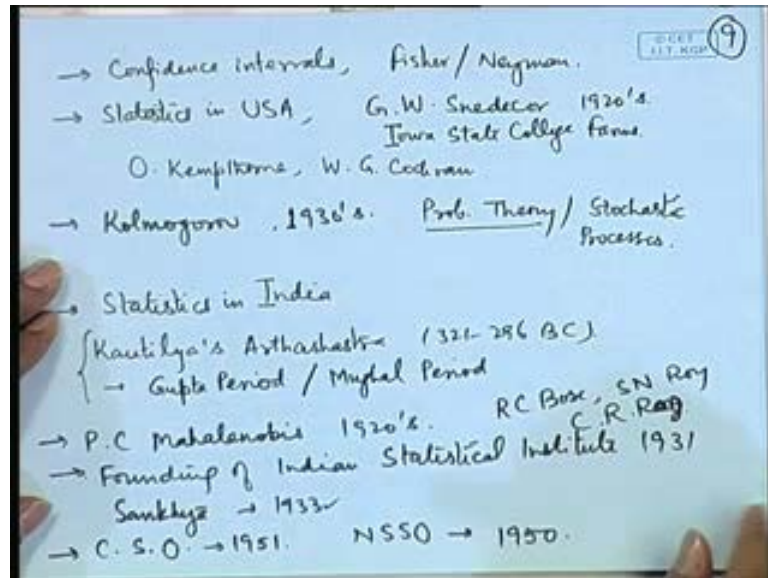 © CET
I.I.T. KGP
9
→ Confidence intervals, Fisher / Neyman.
→ Statistics in USA, G. W. Snedecor 1920's.
Iowa State College Farms
O. Kempthorne, W. G. Cochran
→ Kolmogorov, 1930's. Prob. Theory / Stochastic
Processes.
→ Statistics in India
Kautilya's Arthashastra (321-296 BC)
→ Gupta Period / Mughal Period
→ P.C Mahalanobis 1920's. RC Bose, SN Roy
C. R. Rao
→ Founding of Indian Statistical Institute 1931
Sankhya → 1933
→ C. S. O. → 1951. NSSO → 1950.